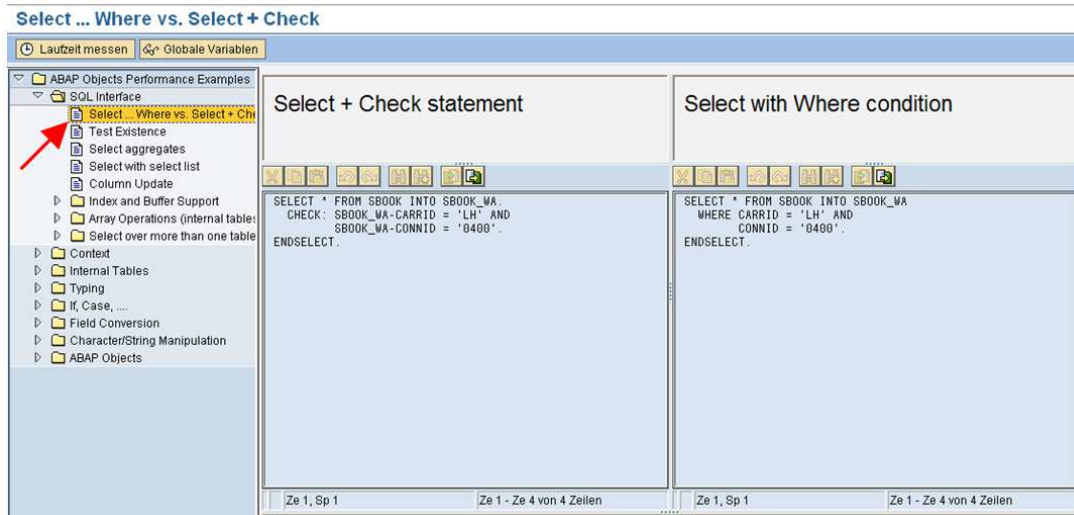 Select ... Where vs. Select + Check
Laufzeit messen
Globale Variablen
ABAP Objects Performance Examples
SQL Interface
Select ... Where vs. Select + Che
Test Existence
Select aggregates
Select with select list
Column Update
Index and Buffer Support
Array Operations (internal tables
Select over more than one table
Context
Internal Tables
Typing
If, Case, ....
Field Conversion
Character/String Manipulation
ABAP Objects
Select + Check statement
SELECT * FROM SBOOK INTO SBOOK_WA.
CHECK: SBOOK_WA-CARRID = 'LH' AND
SBOOK_WA-CONNID = '0400'.
ENDSELECT.
Ze 1, Sp 1
Ze 1 - Ze 4 von 4 Zeilen
Select with Where condition
SELECT * FROM SBOOK INTO SBOOK_WA
WHERE CARRID = 'LH' AND
CONNID = '0400'.
ENDSELECT.
Ze 1, Sp 1
Ze 1 - Ze 4 von 4 Zeilen